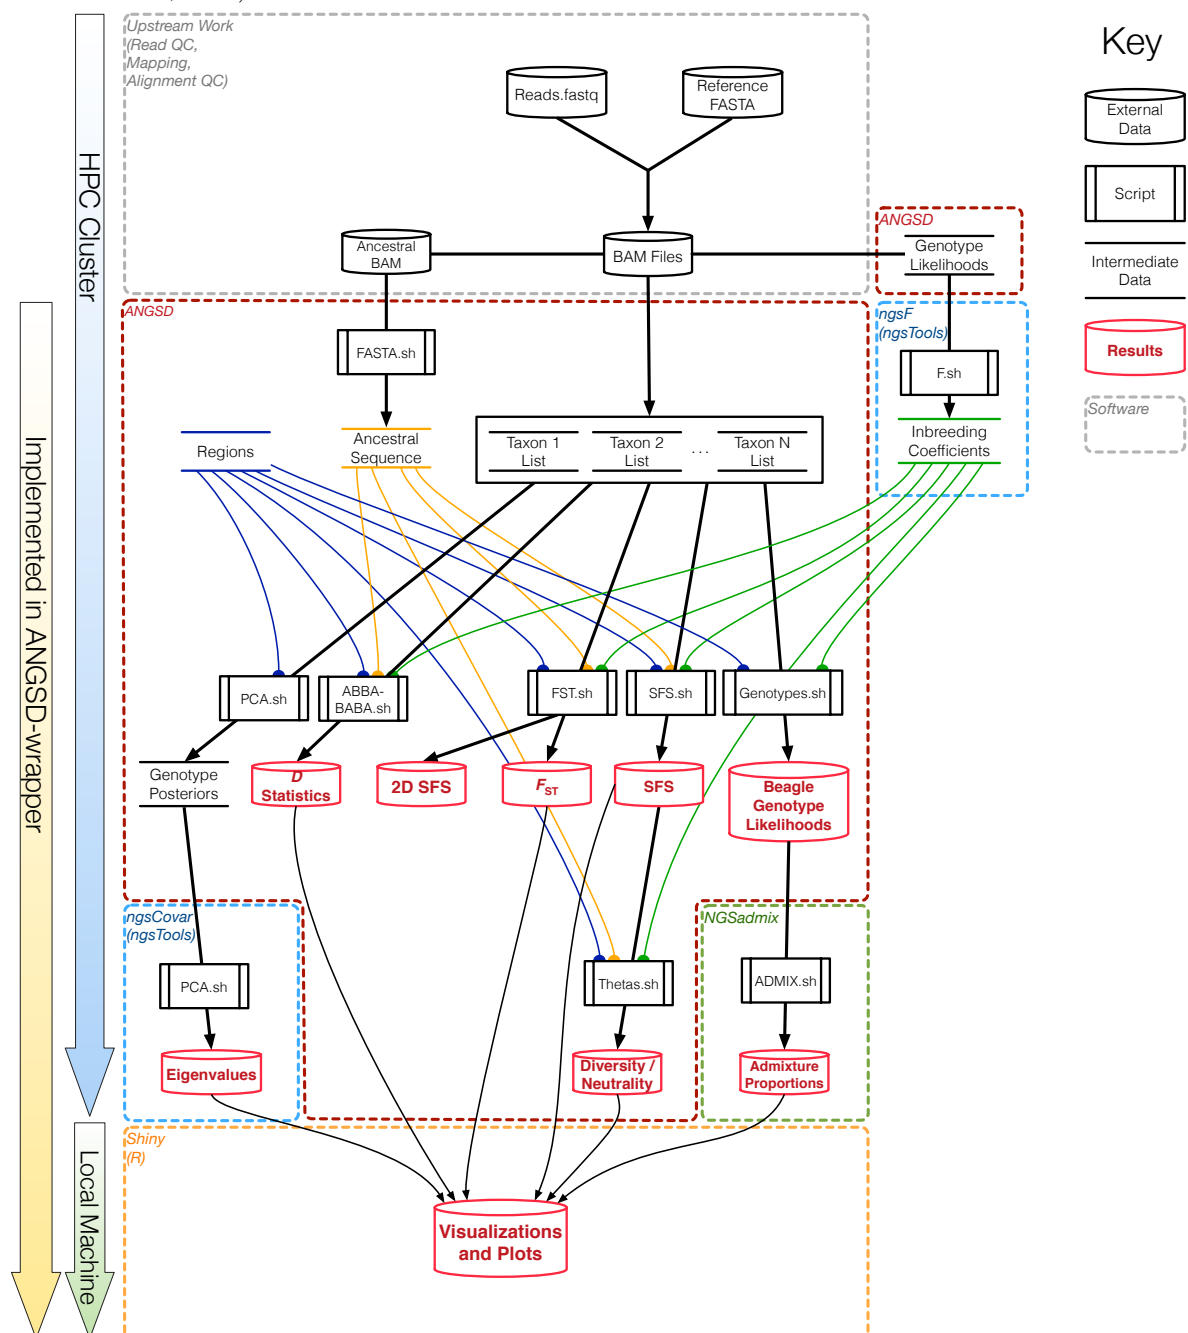 Upstream Work
(Read QC,
Mapping,
Alignment QC)
Reads.fastq
Reference
FASTA
Key
External
Data
Script
Intermediate
Data
Results
Software
HPC Cluster
Ancestral
BAM
BAM Files
ANGSD
Genotype
Likelihoods
Implemented in ANGSD-wrapper
ANGSD
FASTA.sh
ngsF
(ngsTools)
F.sh
Regions
Ancestral
Sequence
Taxon 1
List
Taxon 2
List
...
Taxon N
List
Inbreeding
Coefficients
PCA.sh
ABBA-
BABA.sh
FST.sh
SFS.sh
Genotypes.sh
Genotype
Posteriors
D
Statistics
2D SFS
FST
SFS
Beagle
Genotype
Likelihoods
ngsCovar
(ngsTools)
NGSadmix
PCA.sh
Thetas.sh
ADMIX.sh
Eigenvalues
Diversity /
Neutrality
Admixture
Proportions
Local Machine
Shiny
(R)
Visualizations
and Plots